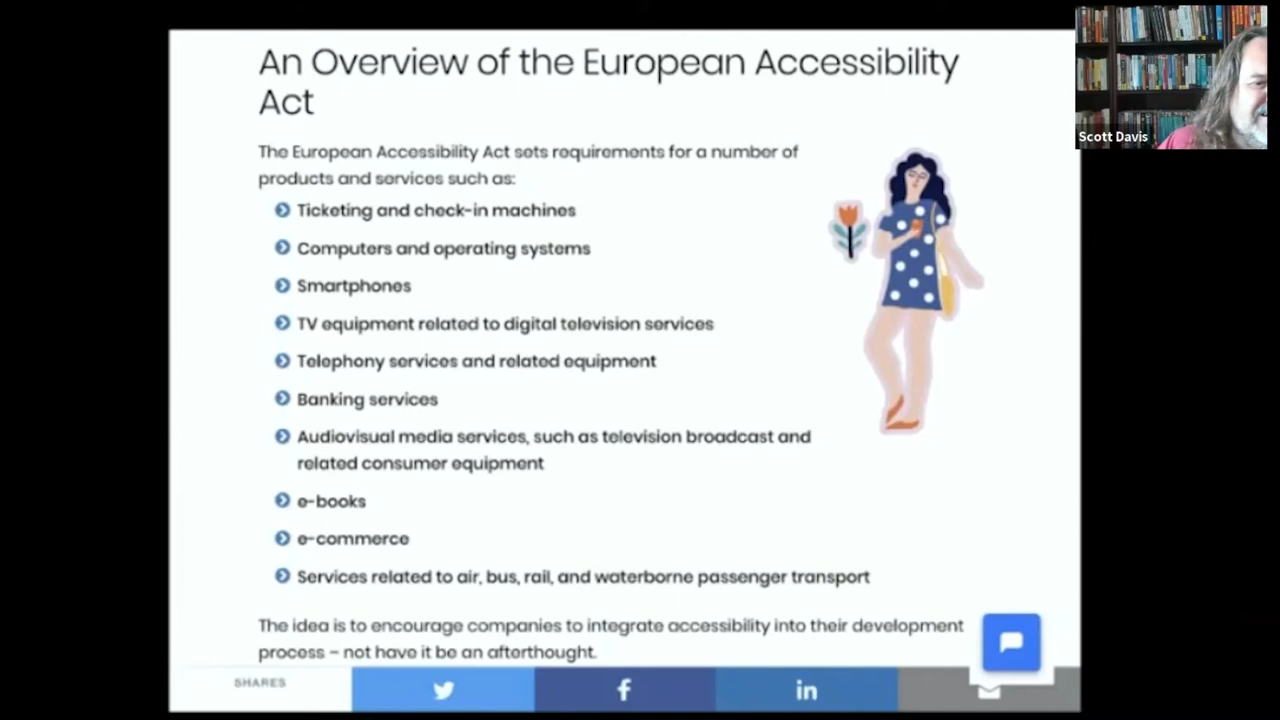 An Overview of the European Accessibility
Act
The European Accessibility Act sets requirements for a number of
products and services such as:
Ticketing and check-in machines
Computers and operating systems
Smartphones
TV equipment related to digital television services
Telephony services and related equipment
Banking services
Audiovisual media services, such as television broadcast and
related consumer equipment
e-books
e-commerce
Services related to air, bus, rail, and waterborne passenger transport
The idea is to encourage companies to integrate accessibility into their development
process – not have it be an afterthought.
SHARES
Scott Davis